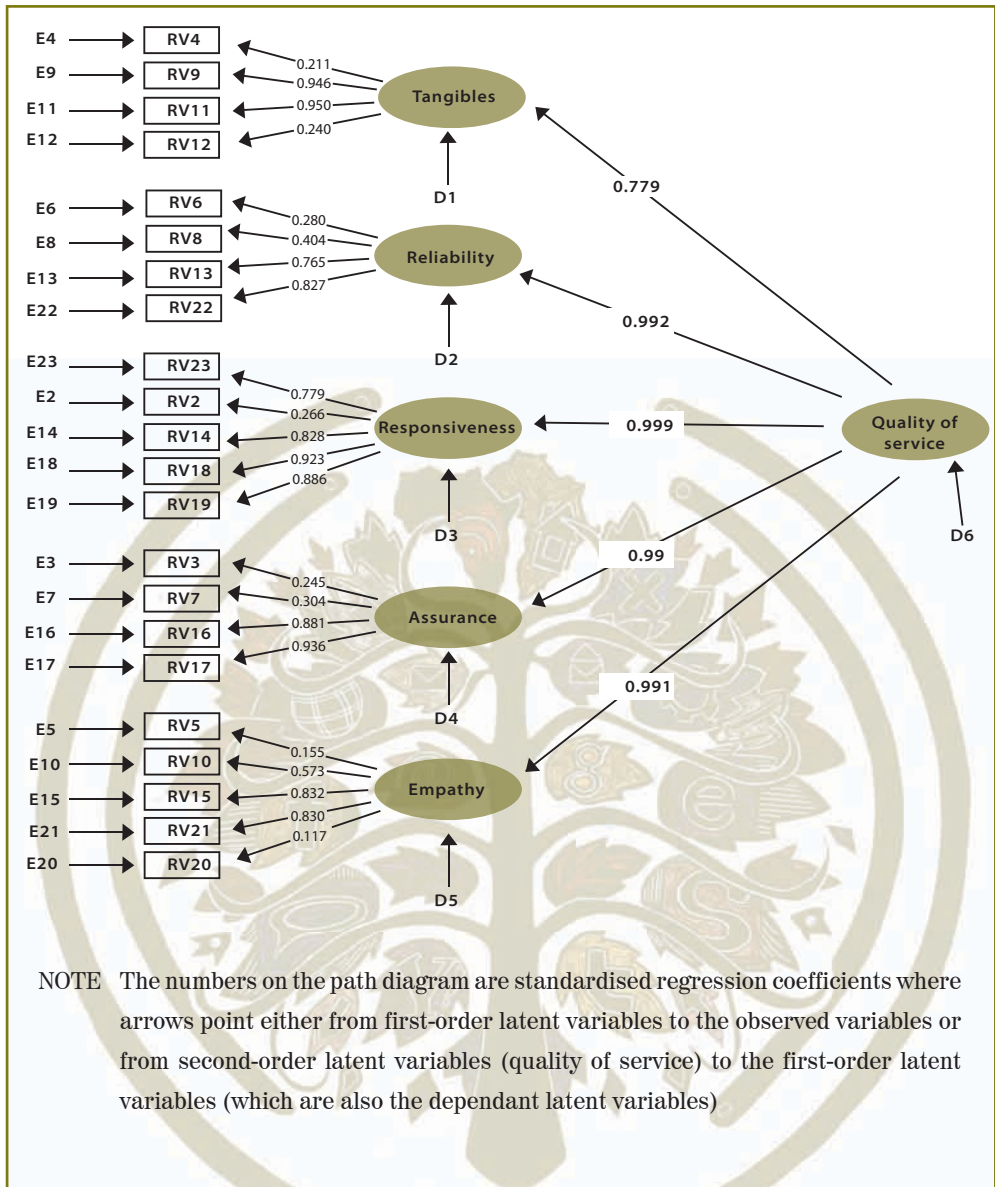 E4 RV4
0.211
E9 RV9
0.946
Tangibles
E11 RV11
0.950
E12 RV12
0.240
D1
0.779
E6 RV6
0.280
E8 RV8
0.404
Reliability
E13 RV13
0.765
E22 RV22
0.827
D2
0.992
E23 RV23
0.779
E2 RV2
0.266
Responsiveness
E14 RV14
0.828
E18 RV18
0.923
E19 RV19
0.886
D3
0.999
Quality of
service
D6
E3 RV3
0.245
E7 RV7
0.304
Assurance
E16 RV16
0.881
E17 RV17
0.936
D4
0.99
E5 RV5
0.155
E10 RV10
0.573
Empathy
E15 RV15
0.832
E21 RV21
0.830
E20 RV20
0.117
D5
0.991
NOTE The numbers on the path diagram are standardised regression coefficients where
arrows point either from first-order latent variables to the observed variables or
from second-order latent variables (quality of service) to the first-order latent
variables (which are also the dependant latent variables)